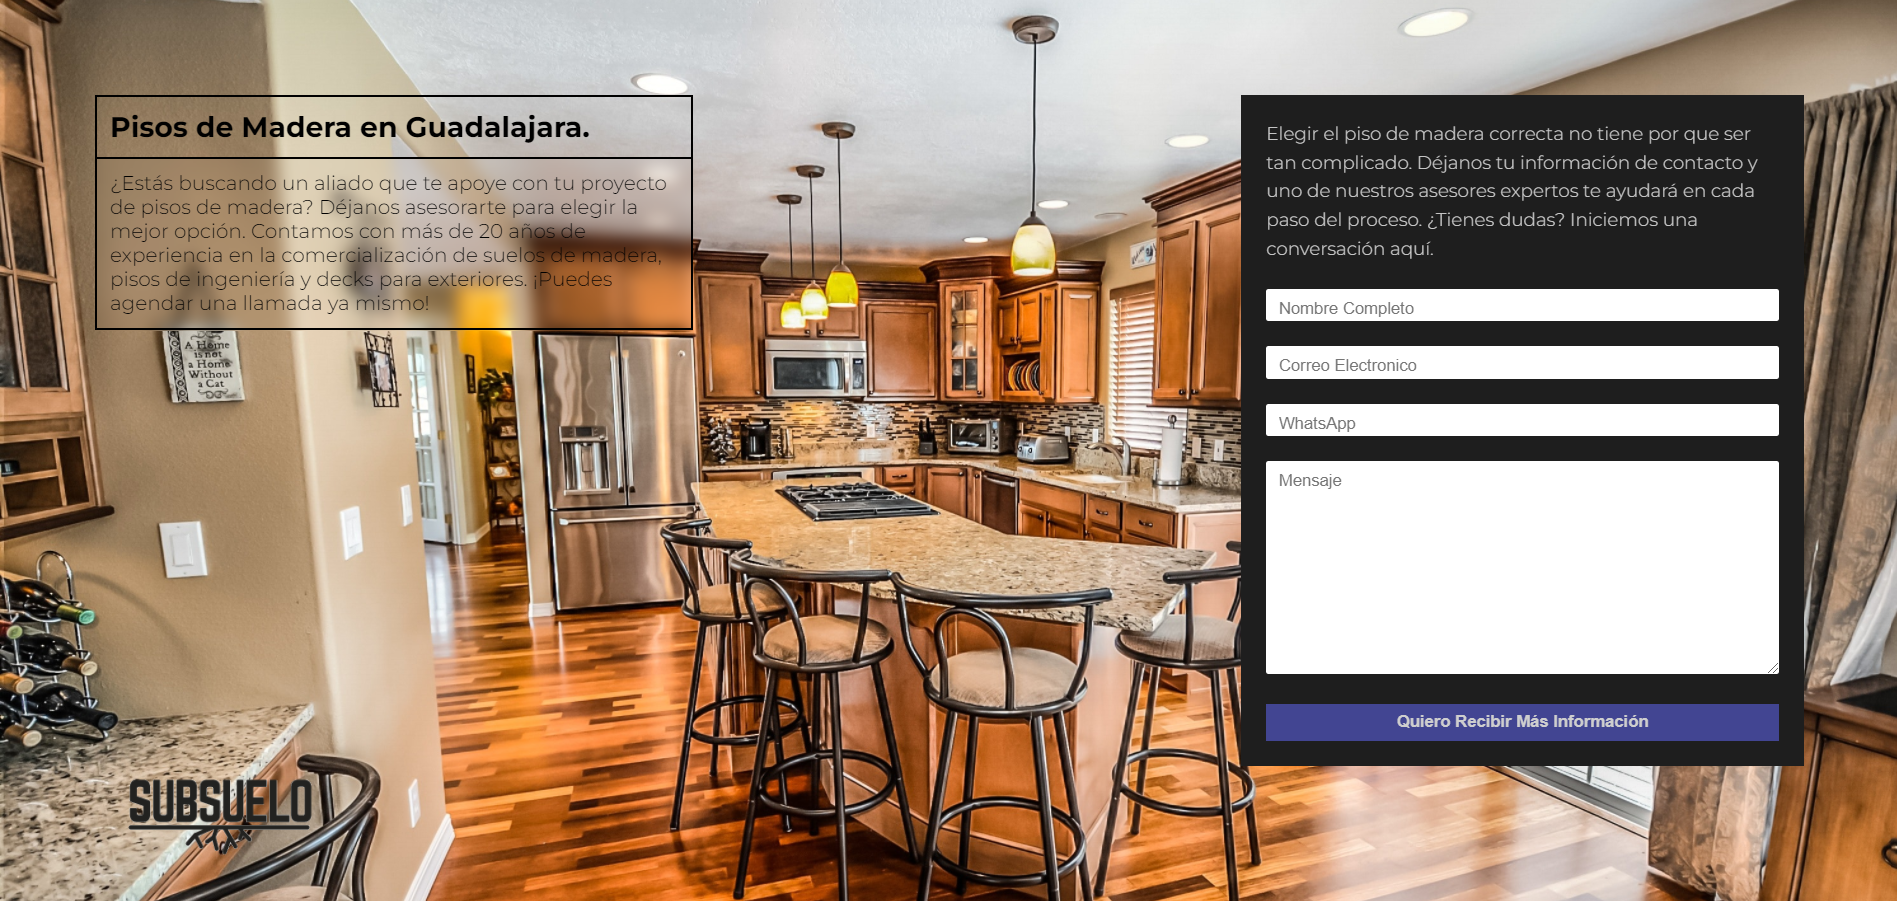 Pisos de Madera en Guadalajara.
¿Estás buscando un aliado que te apoye con tu proyecto
de pisos de madera? Déjanos asesorarte para elegir la
mejor opción. Contamos con más de 20 años de
experiencia en la comercialización de suelos de madera,
pisos de ingeniería y decks para exteriores. ¡Puedes
agendar una llamada ya mismo!
A Home
is not
a Home
Without
a Cat
SUBSUELO
Elegir el piso de madera correcta no tiene por que ser
tan complicado. Déjanos tu información de contacto y
uno de nuestros asesores expertos te ayudará en cada
paso del proceso. ¿Tienes dudas? Iniciemos una
conversación aquí.
Nombre Completo
Correo Electronico
WhatsApp
Mensaje
Quiero Recibir Más Información